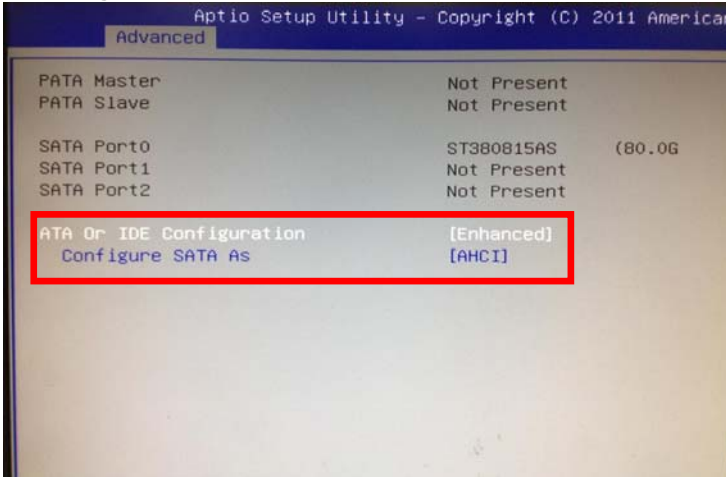 Aptio Setup Utility - Copyright (C) 2011 America
Advanced
PATA Master Not Present
PATA Slave Not Present
SATA Port0 ST380815AS (80.0G
SATA Port1 Not Present
SATA Port2 Not Present
ATA Or IDE Configuration [Enhanced]
Configure SATA As [AHCI]